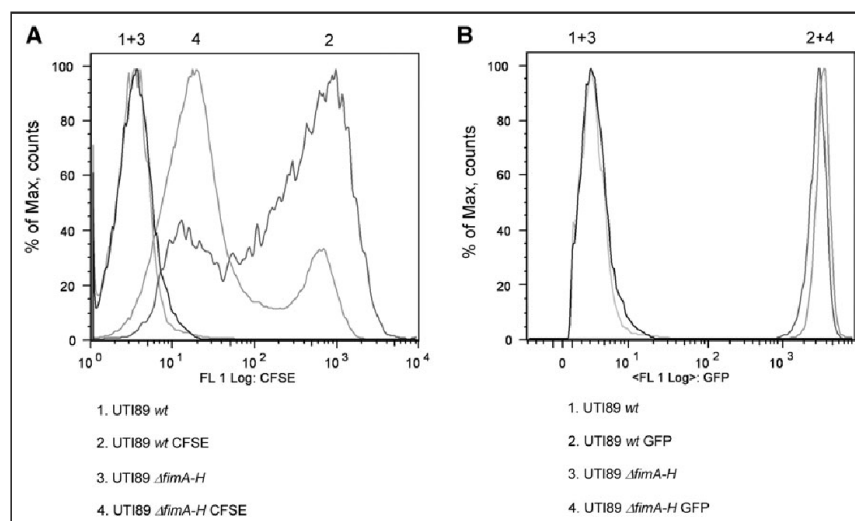 A
1+3
4
2
% of Max, counts
100
80
60
40
20
0
10^0
10^1
10^2
10^3
10^4
FL 1 Log: CFSE
1. UTI89 wt
2. UTI89 wt CFSE
3. UTI89 ΔfimA-H
4. UTI89 ΔfimA-H CFSE
B
1+3
2+4
% of Max, counts
100
80
60
40
20
0
0
10^1
10^2
10^3
<FL 1 Log>: GFP
1. UTI89 wt
2. UTI89 wt GFP
3. UTI89 ΔfimA-H
4. UTI89 ΔfimA-H GFP